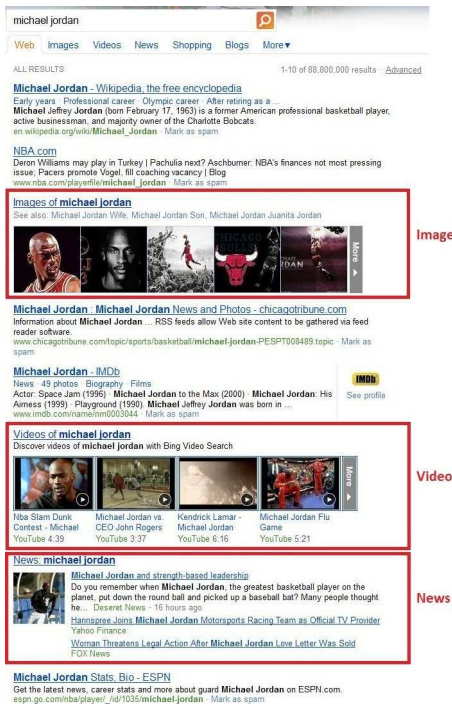 michael jordan
Web Images Videos News Shopping Blogs More▼
ALL RESULTS 1-10 of 88,800,000 results · Advanced
Michael Jordan - Wikipedia, the free encyclopedia
Early years · Professional career · Olympic career · After retiring as a ...
Michael Jeffrey Jordan (born February 17, 1963) is a former American professional basketball player,
active businessman, and majority owner of the Charlotte Bobcats.
en.wikipedia.org/wiki/Michael_Jordan · Mark as spam
NBA.com
Deron Williams may play in Turkey | Pachulia next? Aschburner: NBA's finances not most pressing
issue; Pacers promote Vogel, fill coaching vacancy | Blog
www.nba.com/playerfile/michael_jordan · Mark as spam
Images of michael jordan
See also: Michael Jordan Wife, Michael Jordan Son, Michael Jordan Juanita Jordan
More
Image
Michael Jordan : Michael Jordan News and Photos - chicagotribune.com
Information about Michael Jordan ... RSS feeds allow Web site content to be gathered via feed
reader software.
www.chicagotribune.com/topic/sports/basketball/michael-jordan-PESPT008489.topic · Mark as
spam
Michael Jordan - IMDb
News · 49 photos · Biography · Films
Actor: Space Jam (1996) · Michael Jordan to the Max (2000) · Michael Jordan: His
Airness (1999) · Playground (1990). Michael Jeffrey Jordan was born in ...
www.imdb.com/name/nm0003044 · Mark as spam
IMDb
See profile
Videos of michael jordan
Discover videos of michael jordan with Bing Video Search
More
Video
Nba Slam Dunk Contest - Michael
YouTube 4:39
Michael Jordan vs. CEO John Rogers
YouTube 3:37
Kendrick Lamar - Michael Jordan
YouTube 6:16
Michael Jordan Flu Game
YouTube 5:21
News: michael jordan
Michael Jordan and strength-based leadership
Do you remember when Michael Jordan, the greatest basketball player on the
planet, put down the round ball and picked up a baseball bat? Many people thought
he... Deseret News · 16 hours ago
Hannspree Joins Michael Jordan Motorsports Racing Team as Official TV Provider
Yahoo Finance
Woman Threatens Legal Action After Michael Jordan Love Letter Was Sold
FOX News
News
Michael Jordan Stats, Bio - ESPN
Get the latest news, career stats and more about guard Michael Jordan on ESPN.com.
espn.go.com/nba/player/_/id/1035/michael-jordan · Mark as spam